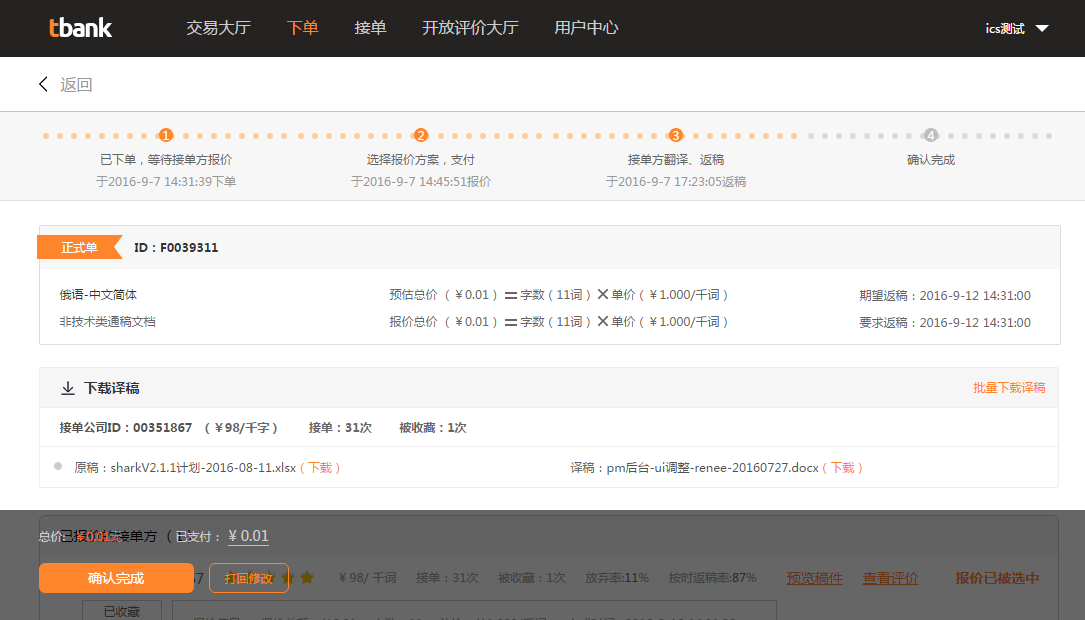 tbank 交易大厅 下单 接单 开放评价大厅 用户中心 ics测试
返回
1 2 3 4
已下单，等待接单方报价 选择报价方案，支付 接单方翻译、返稿 确认完成
于2016-9-7 14:31:39下单 于2016-9-7 14:45:51报价 于2016-9-7 17:23:05返稿
正式单 ID：F0039311
俄语-中文简体 预估总价（￥0.01）=字数（11词）×单价（￥1.000/千词） 期望返稿：2016-9-12 14:31:00
非技术类通稿文档 报价总价（￥0.01）=字数（11词）×单价（￥1.000/千词） 要求返稿：2016-9-12 14:31:00
下载译稿 批量下载译稿
接单公司ID：00351867 （￥98/千字） 接单：31次 被收藏：1次
原稿：sharkV2.1.1计划-2016-08-11.xlsx（下载） 译稿：pm后台-ui调整-renee-20160727.docx（下载）
总价: ￥0.01元 已支付： ¥ 0.01
确认完成 打回修改 ￥98/ 千词 接单：31次 被收藏：1次 放弃率:11% 按时返稿率:87% 预览稿件 查看评价 报价已被选中
已收藏